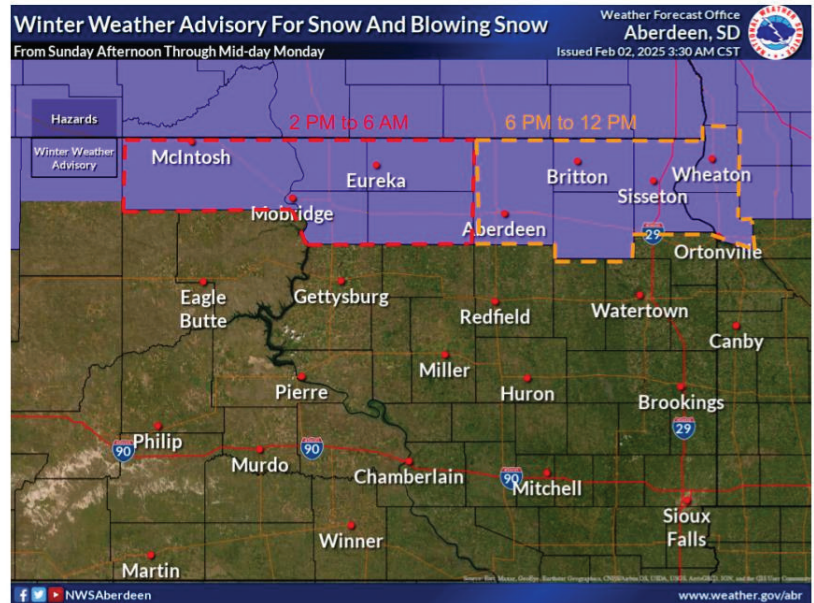 Winter Weather Advisory For Snow And Blowing Snow
From Sunday Afternoon Through Mid-day Monday
Weather Forecast Office
Aberdeen, SD
Issued Feb 02, 2025 3:30 AM CST
NATIONAL WEATHER SERVICE
Hazards
Winter Weather
Advisory
2 PM to 6 AM
6 PM to 12 PM
McIntosh
Eureka
Mobridge
Britton
Wheaton
Sisseton
Aberdeen
29
Ortonville
Eagle
Butte
Gettysburg
Redfield
Watertown
Canby
Miller
Pierre
Huron
Brookings
29
Philip
90
Murdo
90
Chamberlain
90
Mitchell
Sioux
Falls
Winner
Martin
NWSAberdeen
www.weather.gov/abr